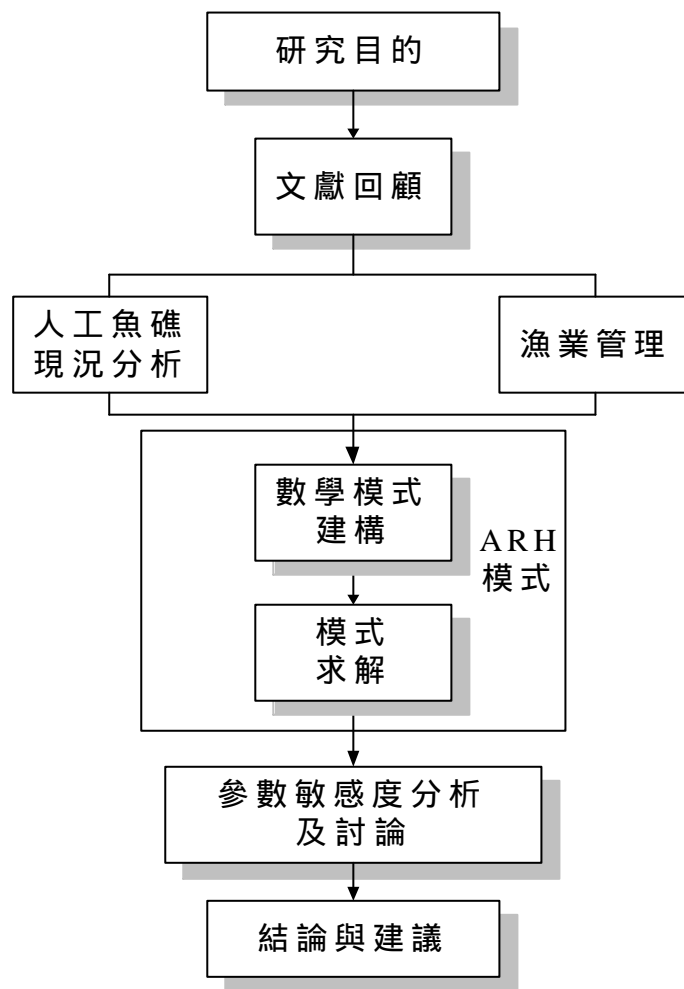 研究目的
文獻回顧
人工魚礁
現況分析
漁業管理
數學模式
建構
ARH
模式
模式
求解
參數敏感度分析
及討論
結論與建議